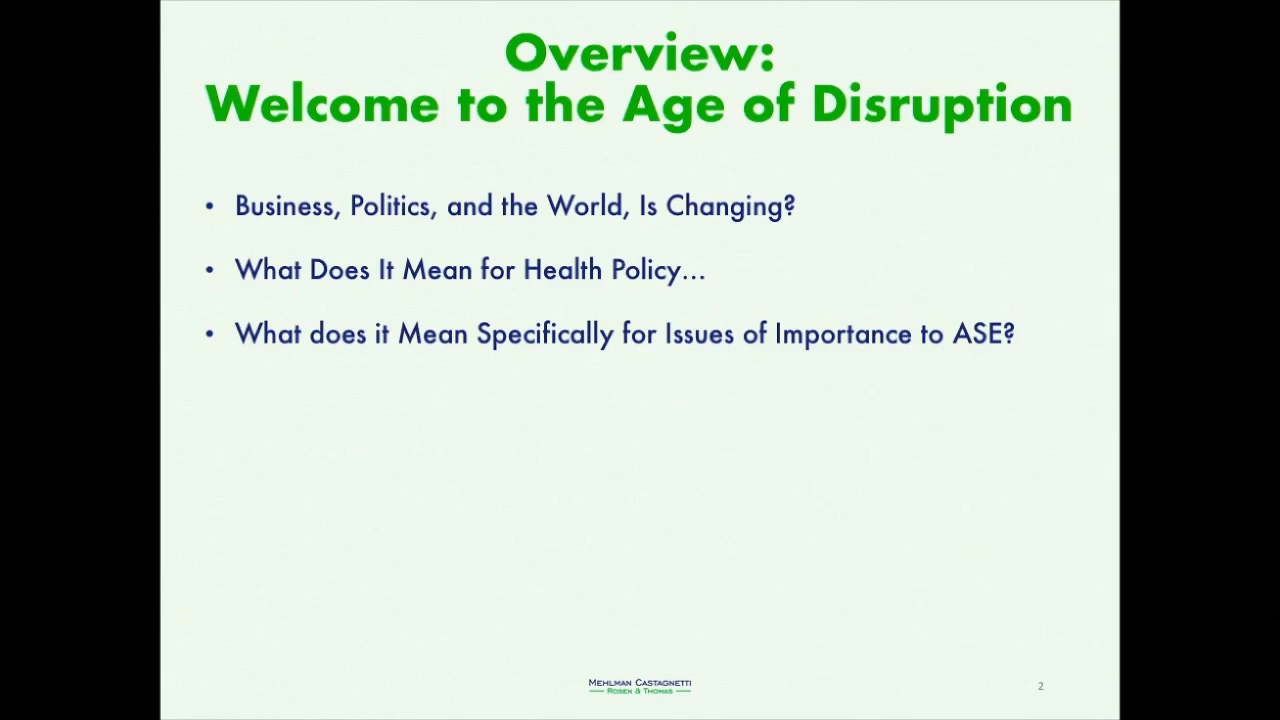 Overview:
Welcome to the Age of Disruption
• Business, Politics, and the World, Is Changing?
• What Does It Mean for Health Policy…
• What does it Mean Specifically for Issues of Importance to ASE?
Mehlman Castagnetti
Rosen & Thomas
2